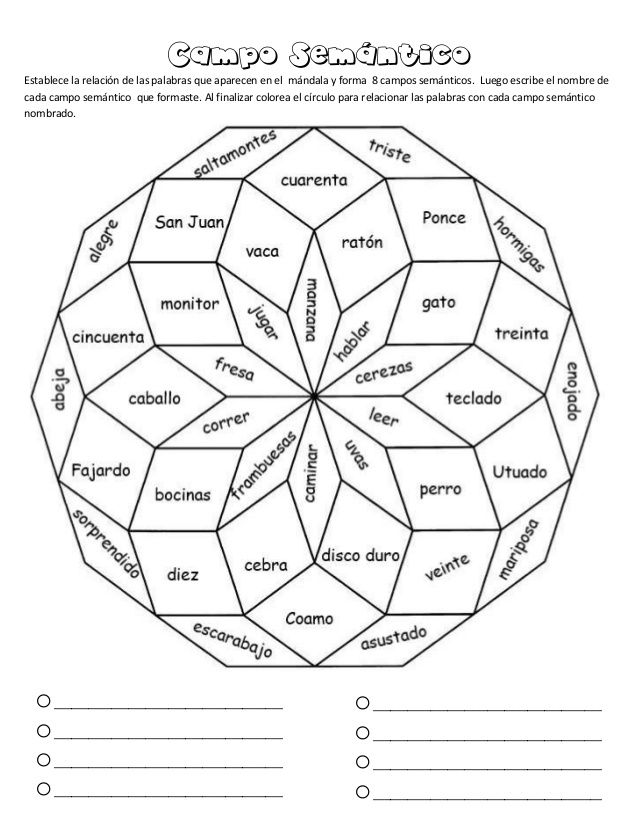 Campo Semántico
Establece la relación de las palabras que aparecen en el mándala y forma 8 campos semánticos. Luego escribe el nombre de
cada campo semántico que formaste. Al finalizar colorea el círculo para relacionar las palabras con cada campo semántico
nombrado.
saltamontes
triste
cuarenta
alegre
San Juan
Ponce
hormigas
vaca
ratón
monitor
jugar
manzana
hablar
gato
cincuenta
treinta
abeja
fresa
cerezas
enojado
caballo
teclado
correr
leer
Fajardo
bocinas
frambuesas
caminar
uvas
perro
Utuado
sorprendido
diez
cebra
disco duro
veinte
mariposa
Coamo
escarabajo
asustado